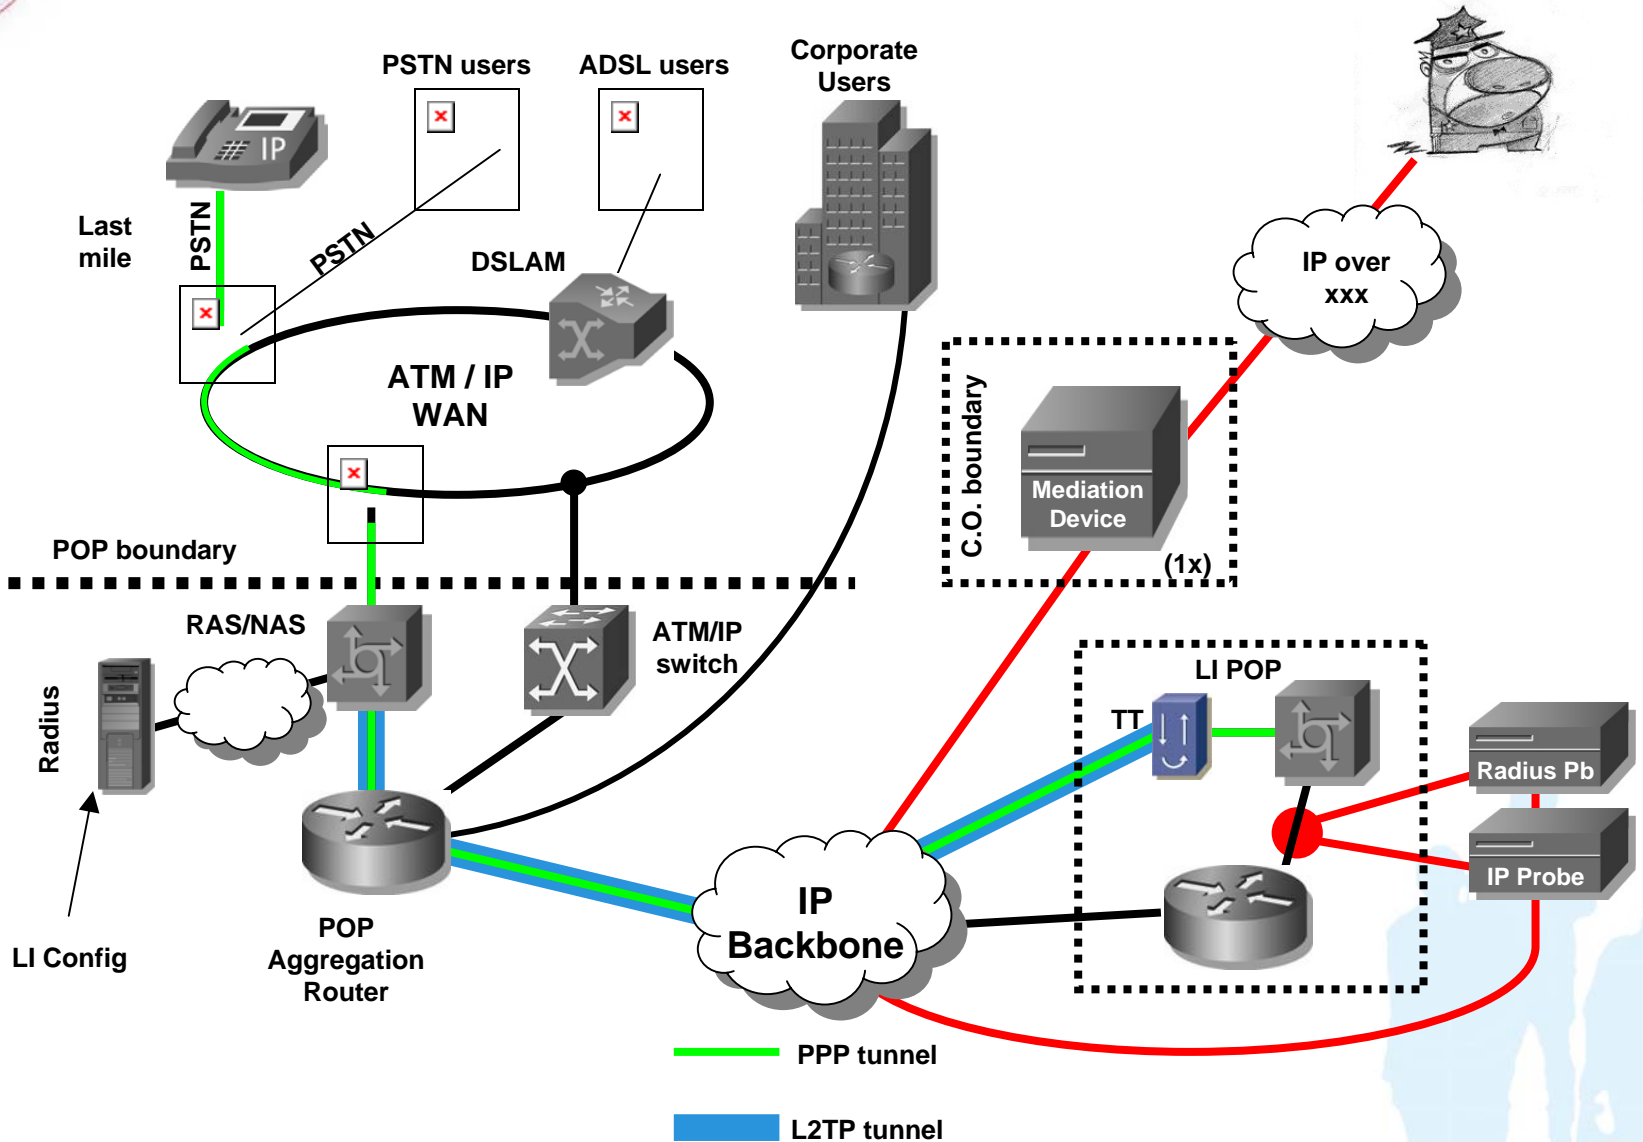 PSTN users
ADSL users
Corporate
Users
IP
Last
mile
PSTN
PSTN
DSLAM
IP over
xxx
ATM / IP
WAN
C.O. boundary
Mediation
Device
(1x)
POP boundary
RAS/NAS
ATM/IP
switch
LI POP
Radius
TT
Radius Pb
IP Probe
IP
Backbone
POP
Aggregation
Router
LI Config
PPP tunnel
L2TP tunnel